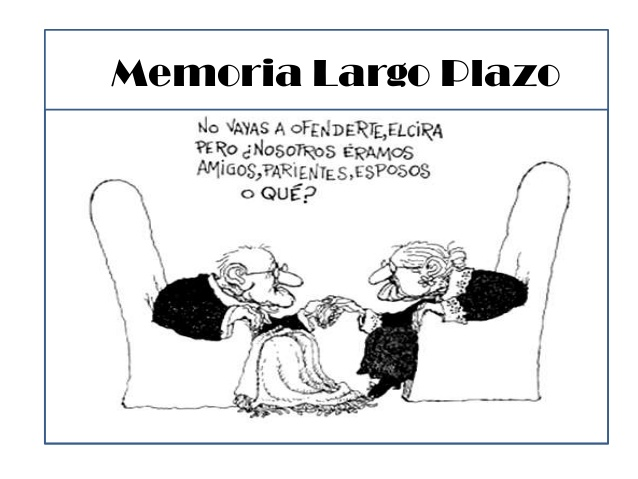 Memoria Largo Plazo
No VAYAS A OFENDERTE,ELCIRA
PERO ¿NOSOTROS ÉRAMOS
AMIGOS,PARIENTES,ESPOSOS
O QUÉ?